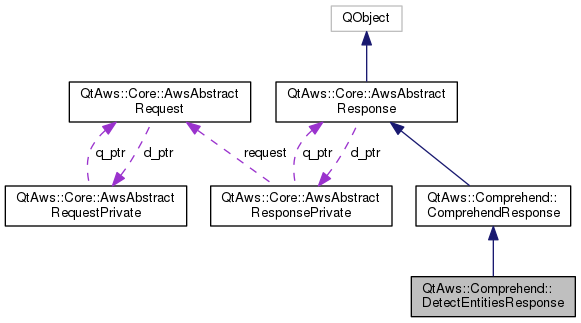 QObject
QtAws::Core::AwsAbstract
Request
QtAws::Core::AwsAbstract
Response
q_ptr
d_ptr
request
q_ptr
d_ptr
QtAws::Core::AwsAbstract
RequestPrivate
QtAws::Core::AwsAbstract
ResponsePrivate
QtAws::Comprehend::
ComprehendResponse
QtAws::Comprehend::
DetectEntitiesResponse